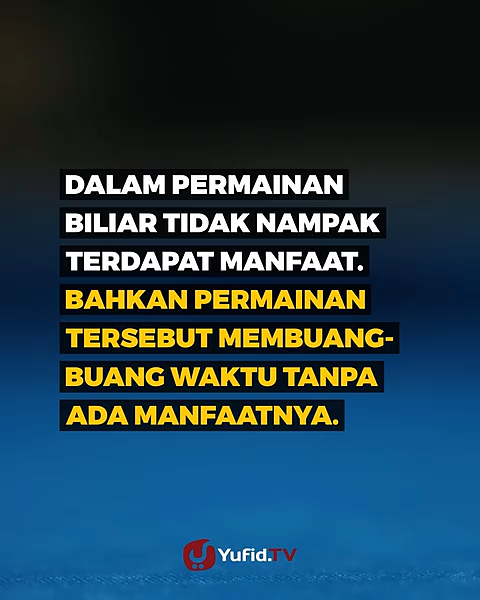 DALAM PERMAINAN
BILIAR TIDAK NAMPAK
TERDAPAT MANFAAT.
BAHKAN PERMAINAN
TERSEBUT MEMBUANG-
BUANG WAKTU TANPA
ADA MANFAATNYA.
Yufid.TV